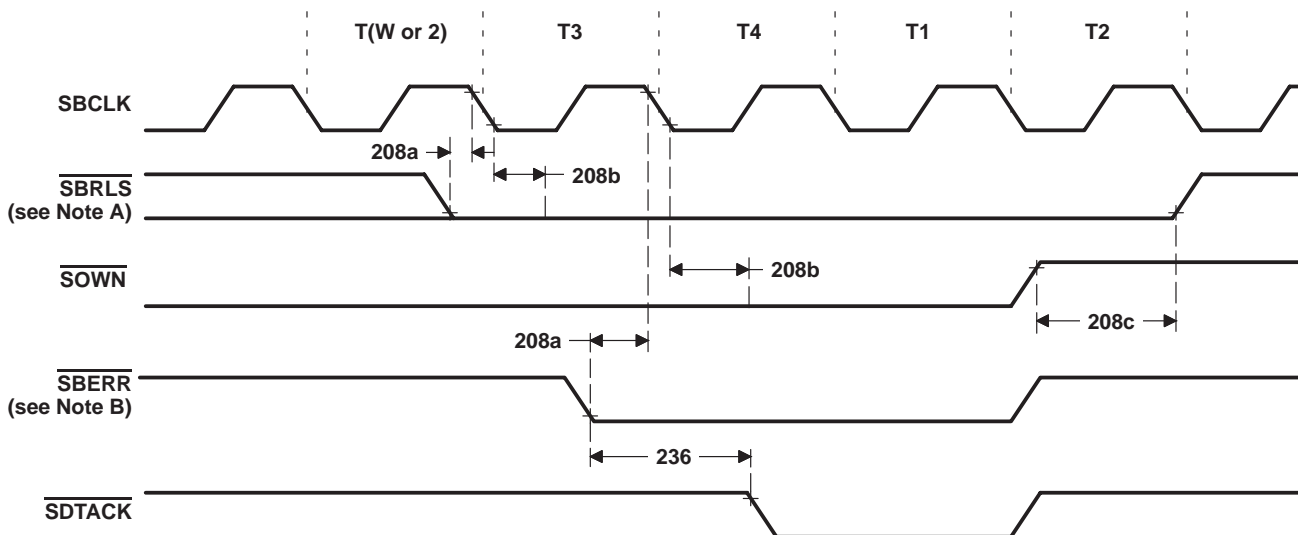 T(W or 2) T3 T4 T1 T2
SBCLK
208a
208b
SBRLS
(see Note A)
208b
SOWN
208c
208a
SBERR
(see Note B)
236
SDTACK